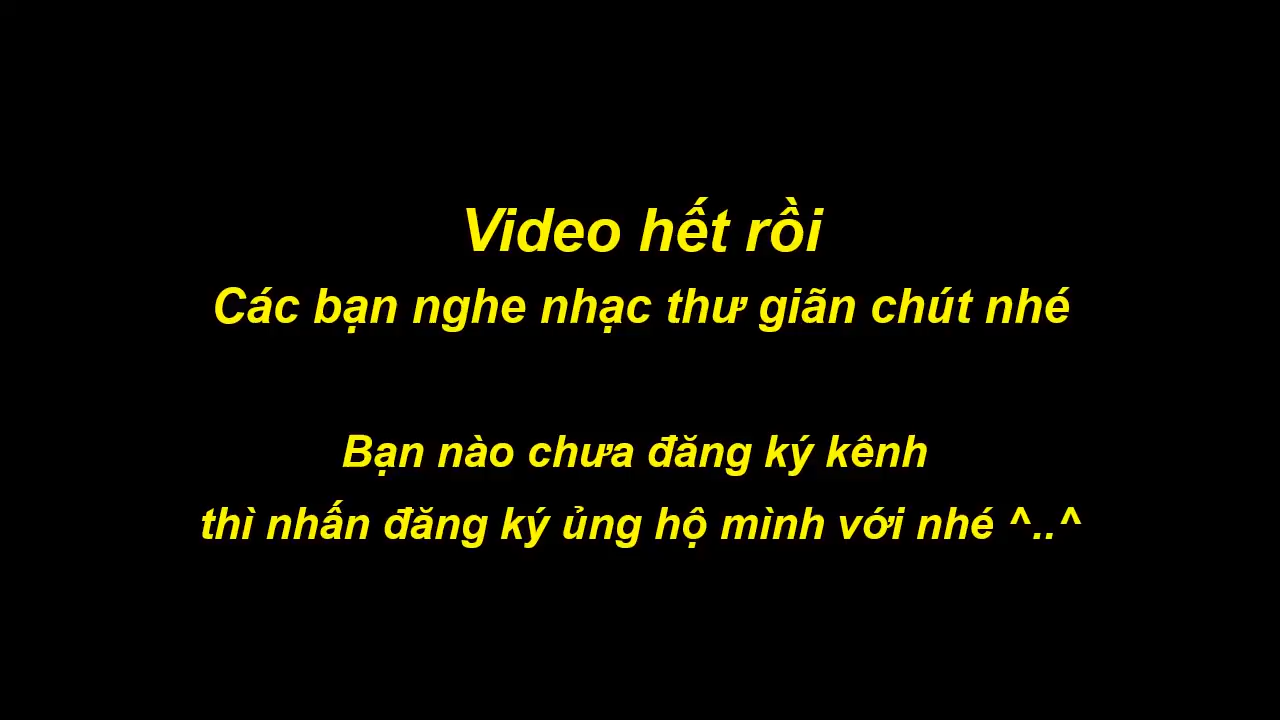 Video hết rồi
Các bạn nghe nhạc thư giãn chút nhé
Bạn nào chưa đăng ký kênh
thì nhấn đăng ký ủng hộ mình với nhé ^..^